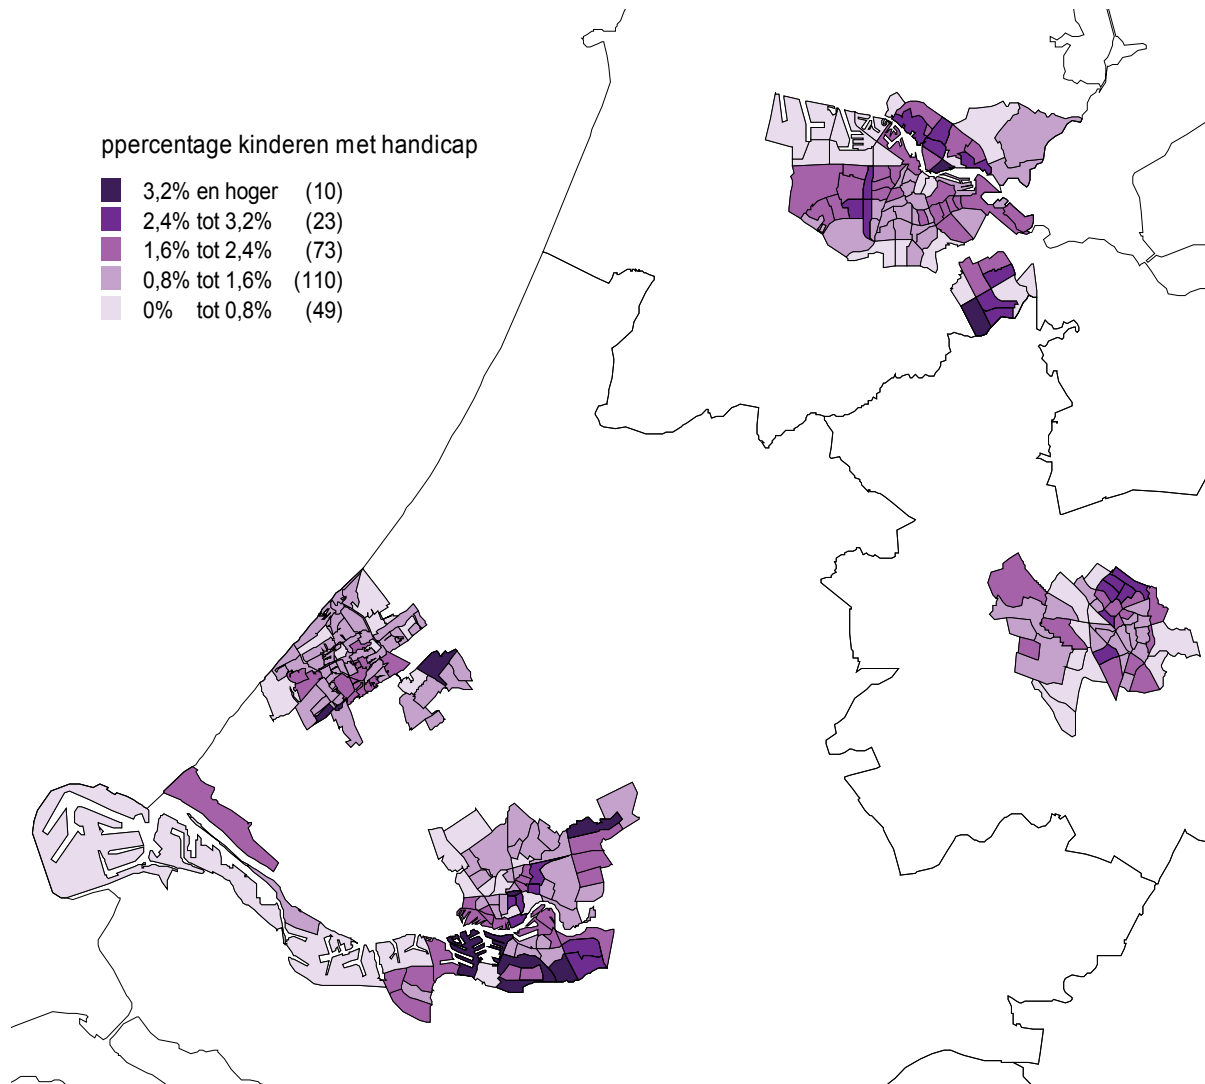 ppercentage kinderen met handicap
3,2% en hoger (10)
2,4% tot 3,2% (23)
1,6% tot 2,4% (73)
0,8% tot 1,6% (110)
0% tot 0,8% (49)